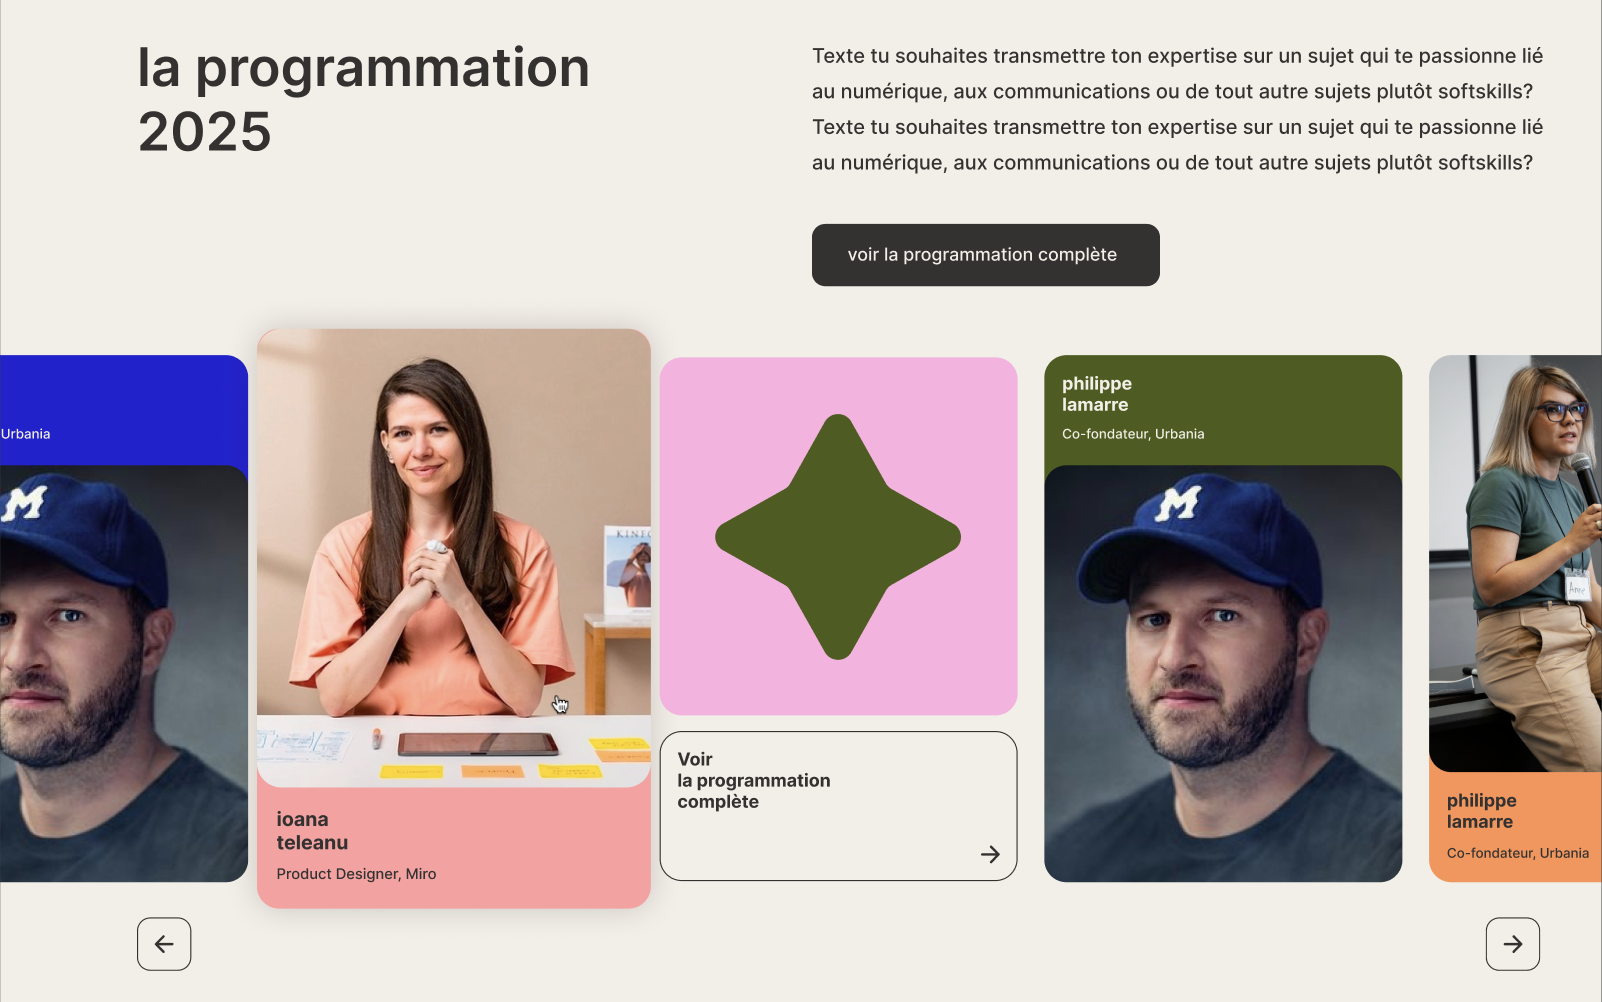 la programmation
2025
Texte tu souhaites transmettre ton expertise sur un sujet qui te passionne lié
au numérique, aux communications ou de tout autre sujets plutôt softskills?
Texte tu souhaites transmettre ton expertise sur un sujet qui te passionne lié
au numérique, aux communications ou de tout autre sujets plutôt softskills?
voir la programmation complète
Urbania
M
KINF
ioana
teleanu
Product Designer, Miro
Voir
la programmation
complète
philippe
lamarre
Co-fondateur, Urbania
M
Anne
philippe
lamarre
Co-fondateur, Urbania